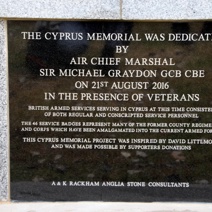 THE CYPRUS MEMORIAL WAS DEDICATE
BY
AIR CHIEF MARSHAL
SIR MICHAEL GRAYDON GCB CBE
ON 21ST AUGUST 2016
IN THE PRESENCE OF VETERANS
BRITISH ARMED SERVICES SERVING IN CYPRUS AT THIS TIME CONSISTED
OF BOTH REGULAR AND CONSCRIPTED SERVICE PERSONNEL
THE 44 SERVICE BADGES REPRESENT MANY OF THE FORMER COUNTY REGIMEN
AND CORPS WHICH HAVE BEEN AMALGAMATED INTO THE CURRENT ARMED FOR
THIS CYPRUS MEMORIAL PROJECT WAS INSPIRED BY DAVID LITTEMO
AND WAS MADE POSSIBLE BY SUPPORTERS DONATIONS
A & K RACKHAM ANGLIA STONE CONSULTANTS